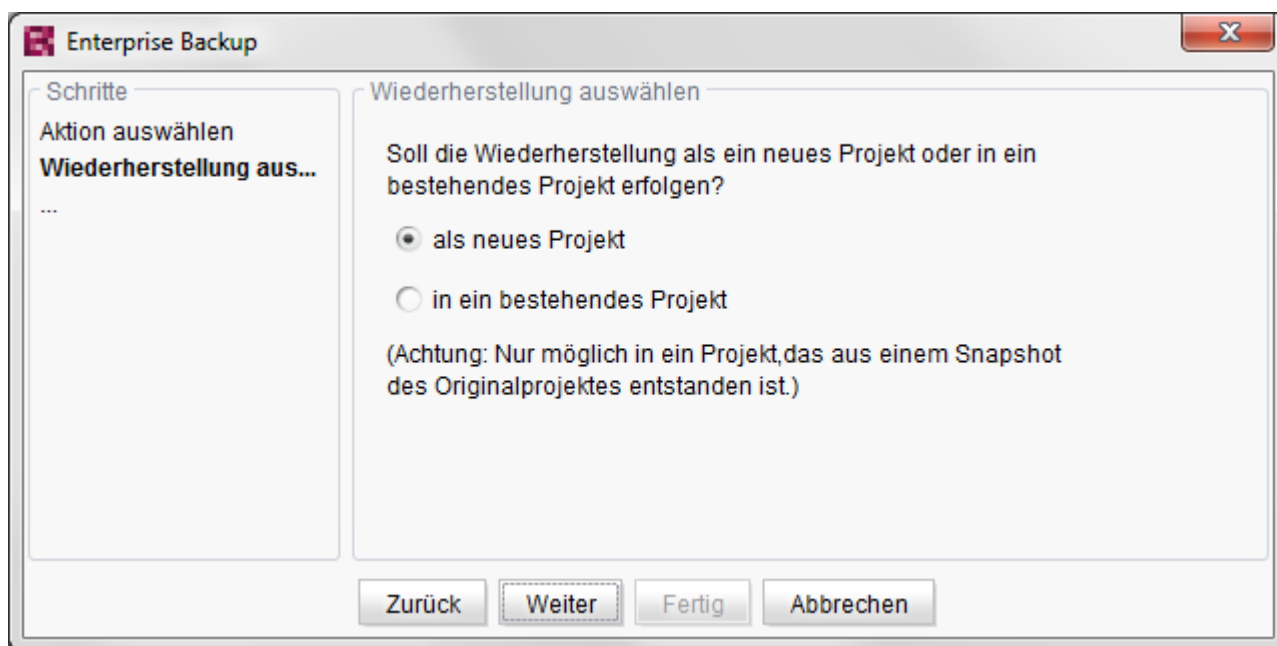 Enterprise Backup
Schritte
Aktion auswählen
Wiederherstellung aus...
...
Wiederherstellung auswählen
Soll die Wiederherstellung als ein neues Projekt oder in ein
bestehendes Projekt erfolgen?
als neues Projekt
in ein bestehendes Projekt
(Achtung: Nur möglich in ein Projekt,das aus einem Snapshot
des Originalprojektes entstanden ist.)
Zurück
Weiter
Fertig
Abbrechen